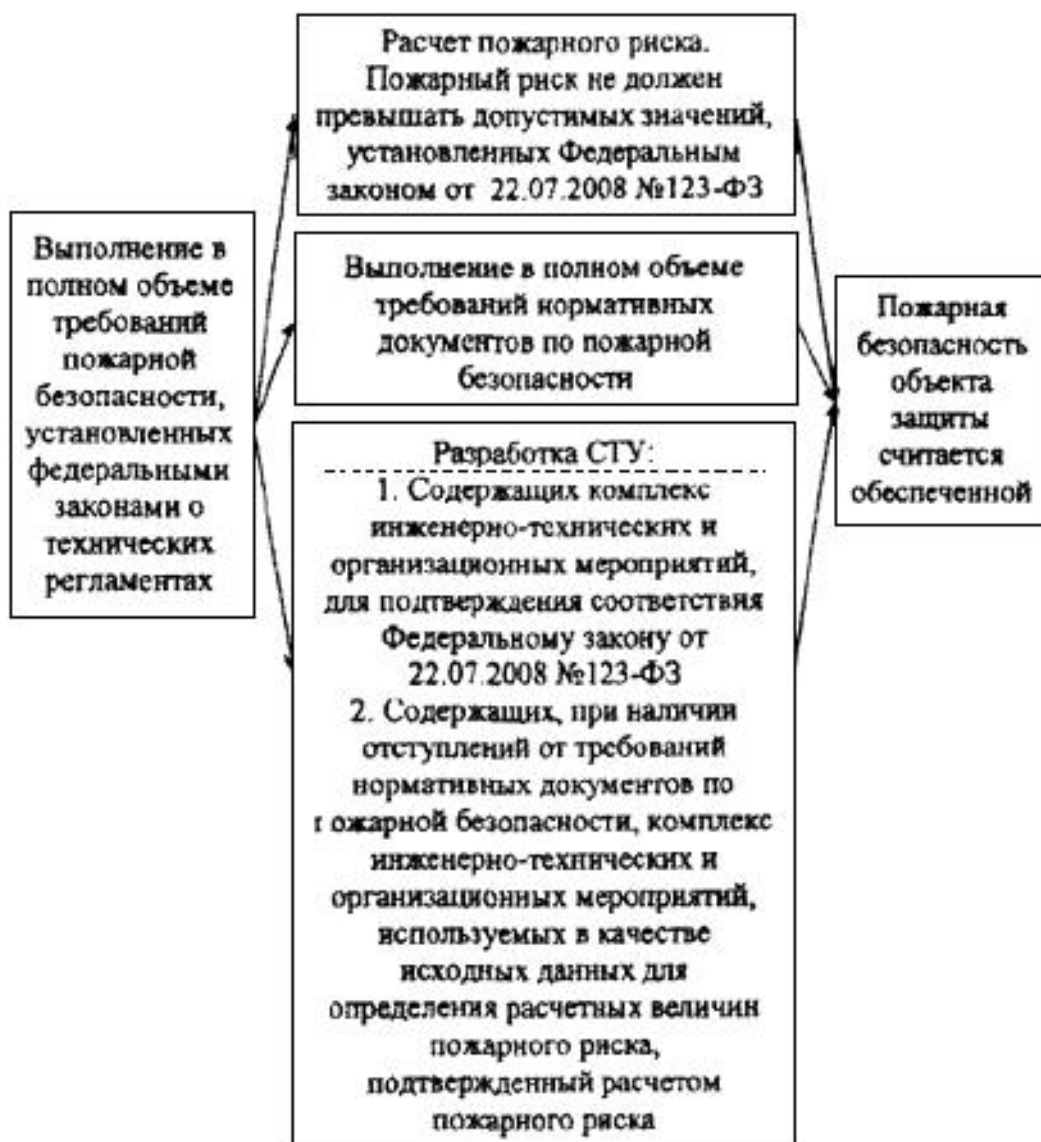 Выполнение в
полном объеме
требований
пожарной
безопасности,
установленных
федеральными
законами о
технических
регламентах
Расчет пожарного риска.
Пожарный риск не должен
превышать допустимых значений,
установленных Федеральным
законом от 22.07.2008 №123-ФЗ
Выполнение в полном объеме
требований нормативных
документов по пожарной
безопасности
Разработка СТУ:
1. Содержащих комплекс
инженерно-технических и
организационных мероприятий,
для подтверждения соответствия
Федеральному закону от
22.07.2008 №123-ФЗ
2. Содержащих, при наличии
отступлений от требований
нормативных документов по
пожарной безопасности, комплекс
инженерно-технических и
организационных мероприятий,
используемых в качестве
исходных данных для
определения расчетных величин
пожарного риска,
подтвержденный расчетом
пожарного риска
Пожарная
безопасность
объекта
защиты
считается
обеспеченной